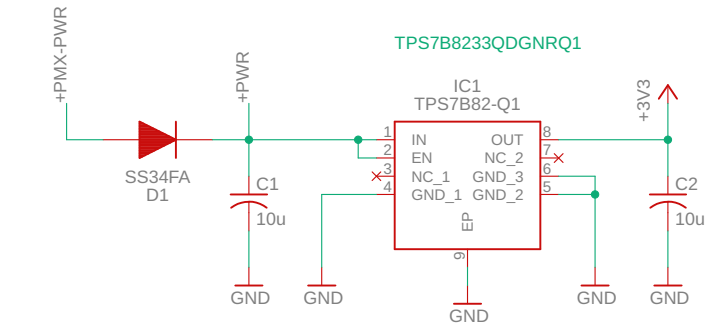 +PMX-PWR
+PWR
TPS7B8233QDGNRQ1
IC1
TPS7B82-Q1
+3V3
1
IN
OUT
8
2
EN
NC_2
7
3
NC_1
GND_3
6
4
GND_1
GND_2
5
EP
9
SS34FA
D1
C1
10u
C2
10u
GND
GND
GND
GND
GND